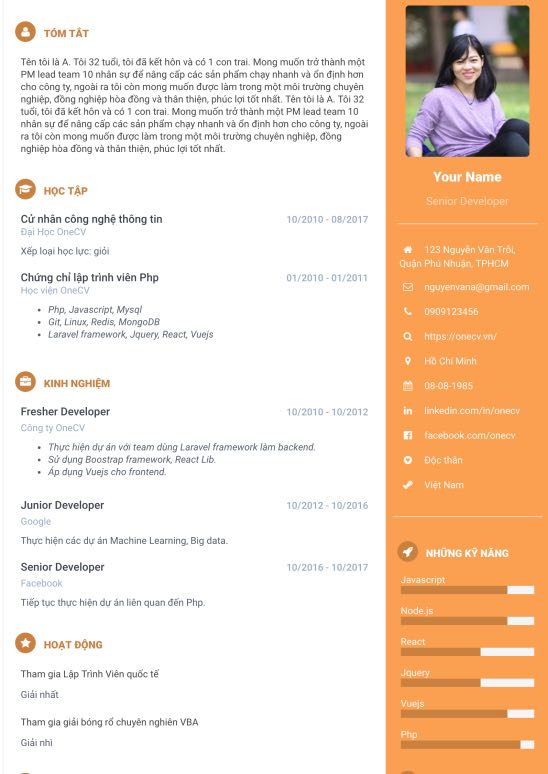 TÓM TẮT
Tên tôi là A. Tôi 32 tuổi, tôi đã kết hôn và có 1 con trai. Mong muốn trở thành một
PM lead team 10 nhân sự để nâng cấp các sản phẩm chạy nhanh và ổn định hơn
cho công ty, ngoài ra tôi còn mong muốn được làm trong một môi trường chuyên
nghiệp, đồng nghiệp hòa đồng và thân thiện, phúc lợi tốt nhất. Tên tôi là A. Tôi 32
tuổi, tôi đã kết hôn và có 1 con trai. Mong muốn trở thành một PM lead team 10
nhân sự để nâng cấp các sản phẩm chạy nhanh và ổn định hơn cho công ty, ngoài
ra tôi còn mong muốn được làm trong một môi trường chuyên nghiệp, đồng
nghiệp hòa đồng và thân thiện, phúc lợi tốt nhất.
HỌC TẬP
Cử nhân công nghệ thông tin 10/2010 - 08/2017
Đại Học OneCV
Xếp loại học lực: giỏi
Chứng chỉ lập trình viên Php 01/2010 - 01/2011
Học viện OneCV
Php, Javascript, Mysql
Git, Linux, Redis, MongoDB
Laravel framework, Jquery, React, Vuejs
KINH NGHIỆM
Fresher Developer 10/2010 - 10/2012
Công ty OneCV
Thực hiện dự án với team dùng Laravel framework làm backend.
Sử dụng Boostrap framework, React Lib.
Áp dụng Vuejs cho frontend.
Junior Developer 10/2012 - 10/2016
Google
Thực hiện các dự án Machine Learning, Big data.
Senior Developer 10/2016 - 10/2017
Facebook
Tiếp tục thực hiện dự án liên quan đến Php.
HOẠT ĐỘNG
Tham gia Lập Trình Viên quốc tế
Giải nhất
Tham gia giải bóng rổ chuyên nghiên VBA
Giải nhì
Your Name
Senior Developer
123 Nguyễn Văn Trỗi,
Quận Phú Nhuận, TPHCM
nguyenvana@gmail.com
0909123456
https://onecv.vn/
Hồ Chí Minh
08-08-1985
linkedin.com/in/onecv
facebook.com/onecv
Độc thân
Việt Nam
NHỮNG KỸ NĂNG
Javascript
Node.js
React
Jquery
Vuejs
Php